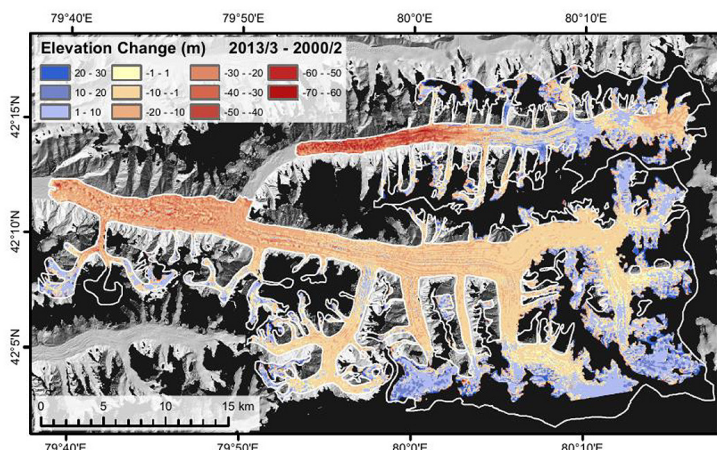 79°40'E 79°50'E 80°0'E 80°10'E
Elevation Change (m) 2013/3 - 2000/2
20 - 30 -1 - 1 -30 - -20 -60 - -50
10 - 20 -10 - -1 -40 - -30 -70 - -60
1 - 10 -20 - -10 -50 - -40
42°15'N
42°10'N
42°5'N
0 5 10 15 km
79°40'E 79°50'E 80°0'E 80°10'E